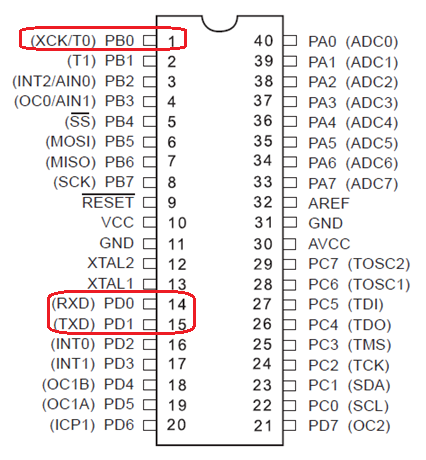 (XCK/T0) PB0 1 40 PA0 (ADC0)
(T1) PB1 2 39 PA1 (ADC1)
(INT2/AIN0) PB2 3 38 PA2 (ADC2)
(OC0/AIN1) PB3 4 37 PA3 (ADC3)
(SS) PB4 5 36 PA4 (ADC4)
(MOSI) PB5 6 35 PA5 (ADC5)
(MISO) PB6 7 34 PA6 (ADC6)
(SCK) PB7 8 33 PA7 (ADC7)
RESET 9 32 AREF
VCC 10 31 GND
GND 11 30 AVCC
XTAL2 12 29 PC7 (TOSC2)
XTAL1 13 28 PC6 (TOSC1)
(RXD) PD0 14 27 PC5 (TDI)
(TXD) PD1 15 26 PC4 (TDO)
(INT0) PD2 16 25 PC3 (TMS)
(INT1) PD3 17 24 PC2 (TCK)
(OC1B) PD4 18 23 PC1 (SDA)
(OC1A) PD5 19 22 PC0 (SCL)
(ICP1) PD6 20 21 PD7 (OC2)